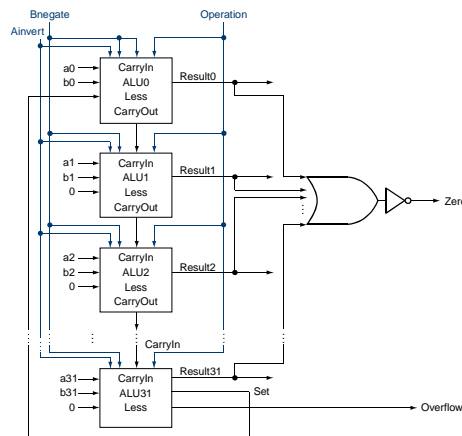 Bnegate Operation
Ainvert
a0 CarryIn Result0
b0 ALU0
Less
CarryOut
a1 CarryIn Result1
b1 ALU1
0 Less
CarryOut
Zero
a2 CarryIn Result2
b2 ALU2
0 Less
CarryOut
CarryIn
a31 CarryIn Result31
b31 ALU31 Set
0 Less Overflow